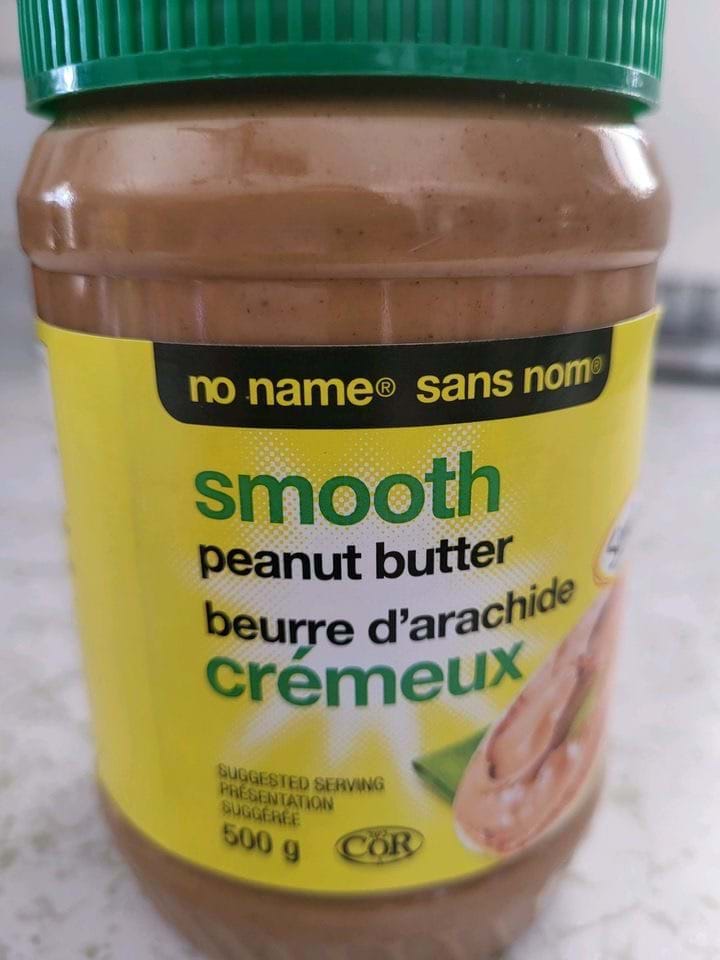 no name® sans nom®
smooth
peanut butter
beurre d'arachide
crémeux
SUGGESTED SERVING
PRÉSENTATION
SUGGÉRÉE
500 g
COR